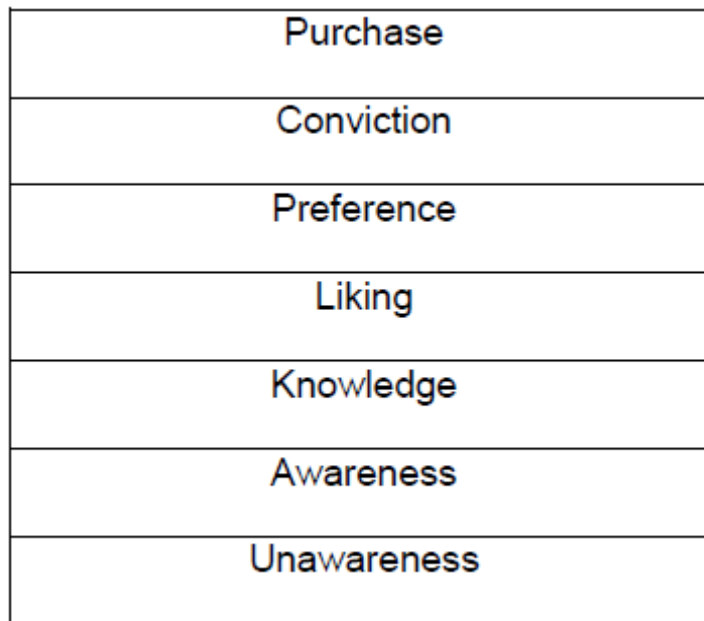 Purchase
Conviction
Preference
Liking
Knowledge
Awareness
Unawareness